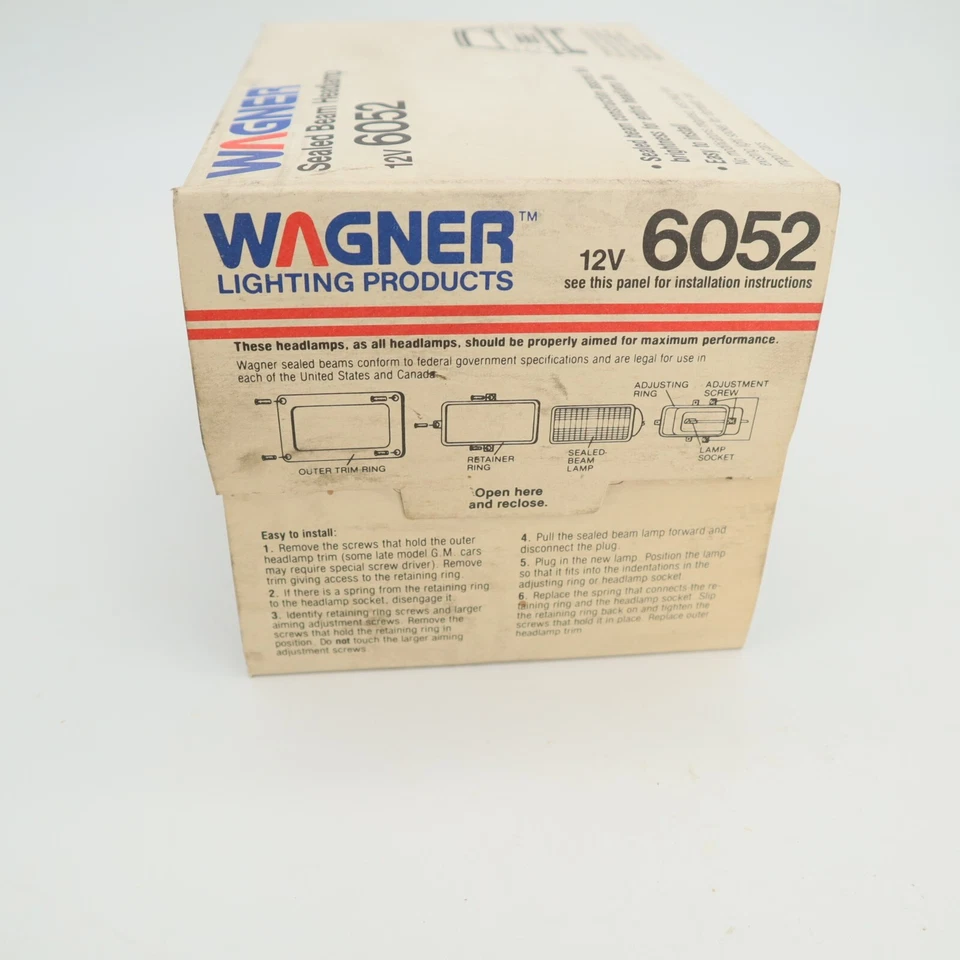 WAGNER
Sealed Beam Headlamp
12V 6052
• Sealed beam
brightness for entire
• Easy to install
WAGNER™
LIGHTING PRODUCTS
12V 6052
see this panel for installation instructions
These headlamps, as all headlamps, should be properly aimed for maximum performance.
Wagner sealed beams conform to federal government specifications and are legal for use in
each of the United States and Canada
OUTER TRIM RING
RETAINER
RING
SEALED
BEAM
LAMP
ADJUSTING
RING
ADJUSTMENT
SCREW
LAMP
SOCKET
Open here
and reclose.
Easy to install:
1. Remove the screws that hold the outer
headlamp trim (some late model G.M. cars
may require special screw driver). Remove
trim giving access to the retaining ring.
2. If there is a spring from the retaining ring
to the headlamp socket, disengage it.
3. Identify retaining ring screws and larger
aiming adjustment screws. Remove the
screws that hold the retaining ring in
position. Do not touch the larger aiming
adjustment screws
4. Pull the sealed beam lamp forward and
disconnect the plug.
5. Plug in the new lamp. Position the lamp
so that it fits into the indentations in the
adjusting ring or headlamp socket
6. Replace the spring that connects the re-
taining ring and the headlamp socket. Slip
the retaining ring back on and tighten the
screws that hold it in place. Replace outer
headlamp trim